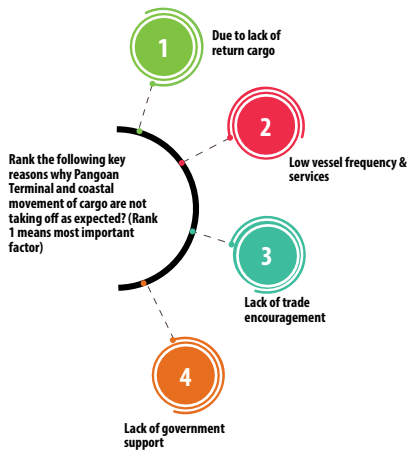 1
Due to lack of
return cargo
2
Low vessel frequency &
services
Rank the following key
reasons why Pangoan
Terminal and coastal
movement of cargo are not
taking off as expected? (Rank
1 means most important
factor)
3
Lack of trade
encouragement
4
Lack of government
support